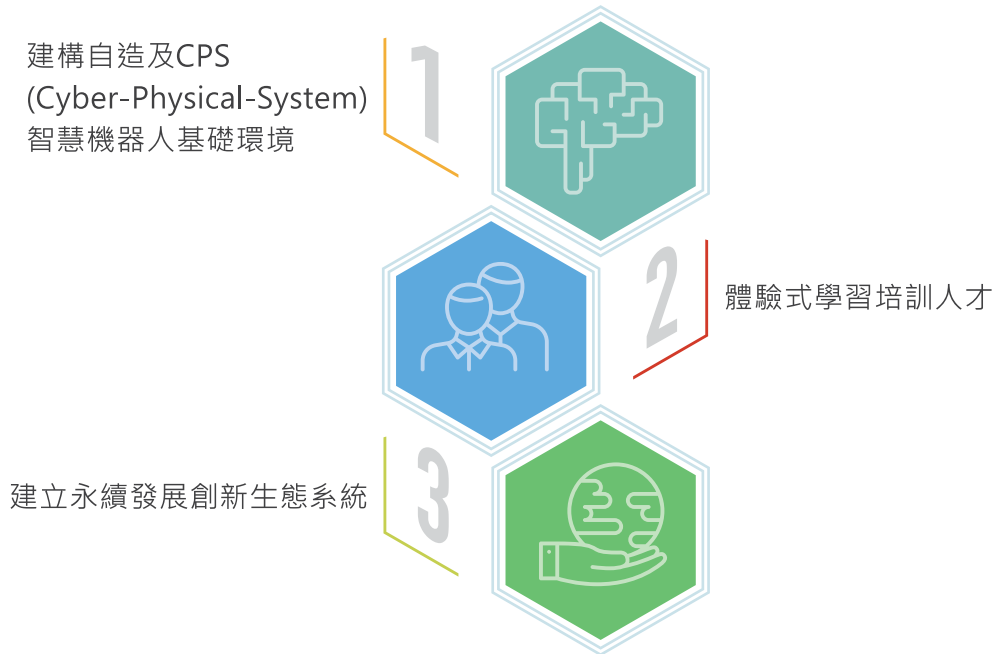 建構自造及CPS
(Cyber-Physical-System)
智慧機器人基礎環境
1
2
體驗式學習培訓人才
3
建立永續發展創新生態系統